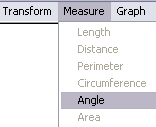 Transform Measure Graph
Length
Distance
Perimeter
Circumference
Angle
Area